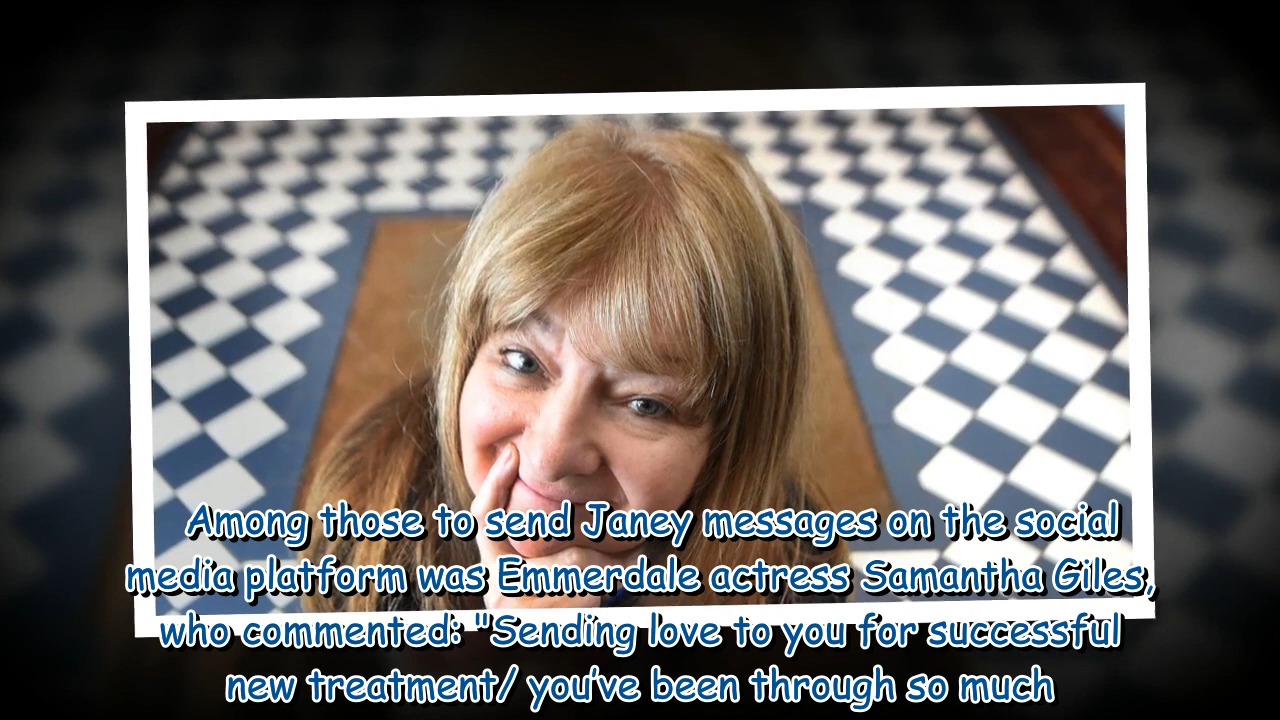 Among those to send Janey messages on the social
media platform was Emmerdale actress Samantha Giles,
who commented: "Sending love to you for successful
new treatment/ you've been through so much